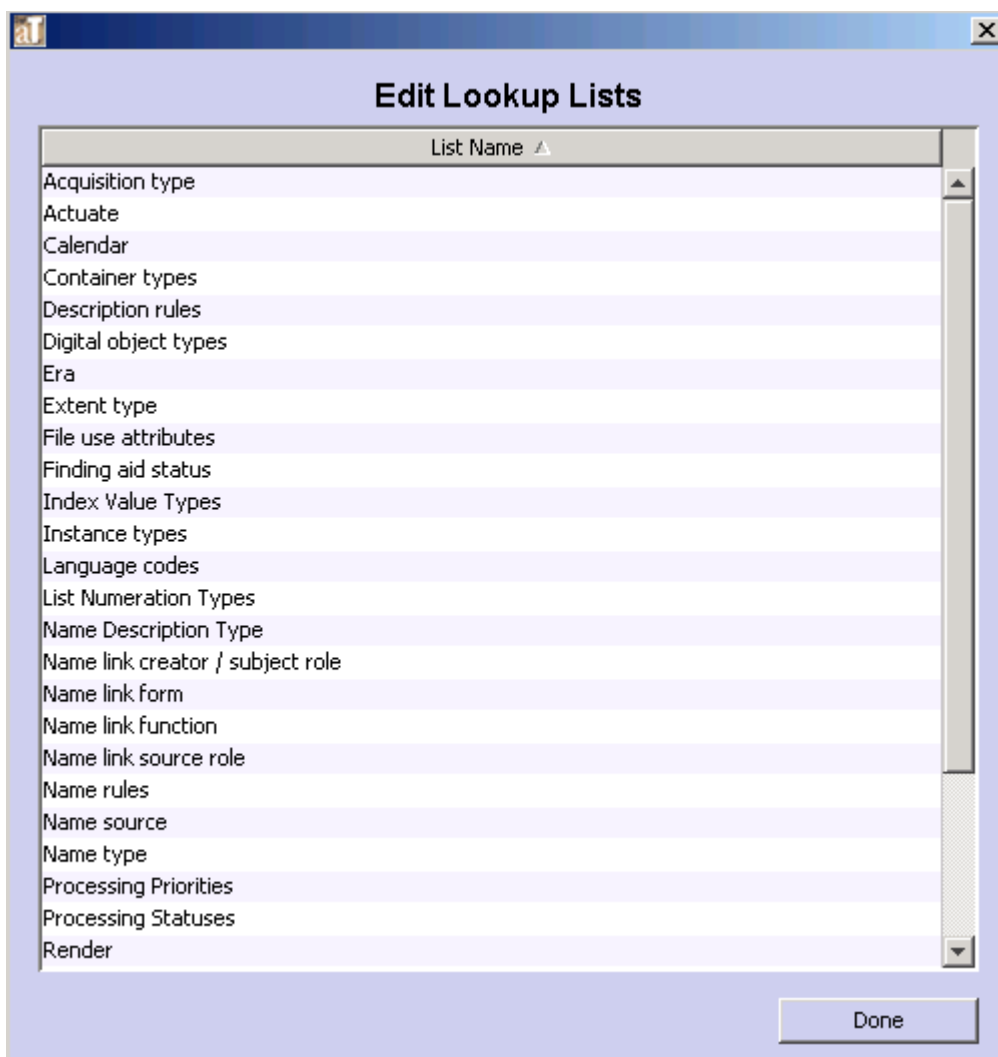 aT
Edit Lookup Lists
List Name
Acquisition type
Actuate
Calendar
Container types
Description rules
Digital object types
Era
Extent type
File use attributes
Finding aid status
Index Value Types
Instance types
Language codes
List Numeration Types
Name Description Type
Name link creator / subject role
Name link form
Name link function
Name link source role
Name rules
Name source
Name type
Processing Priorities
Processing Statuses
Render
Done